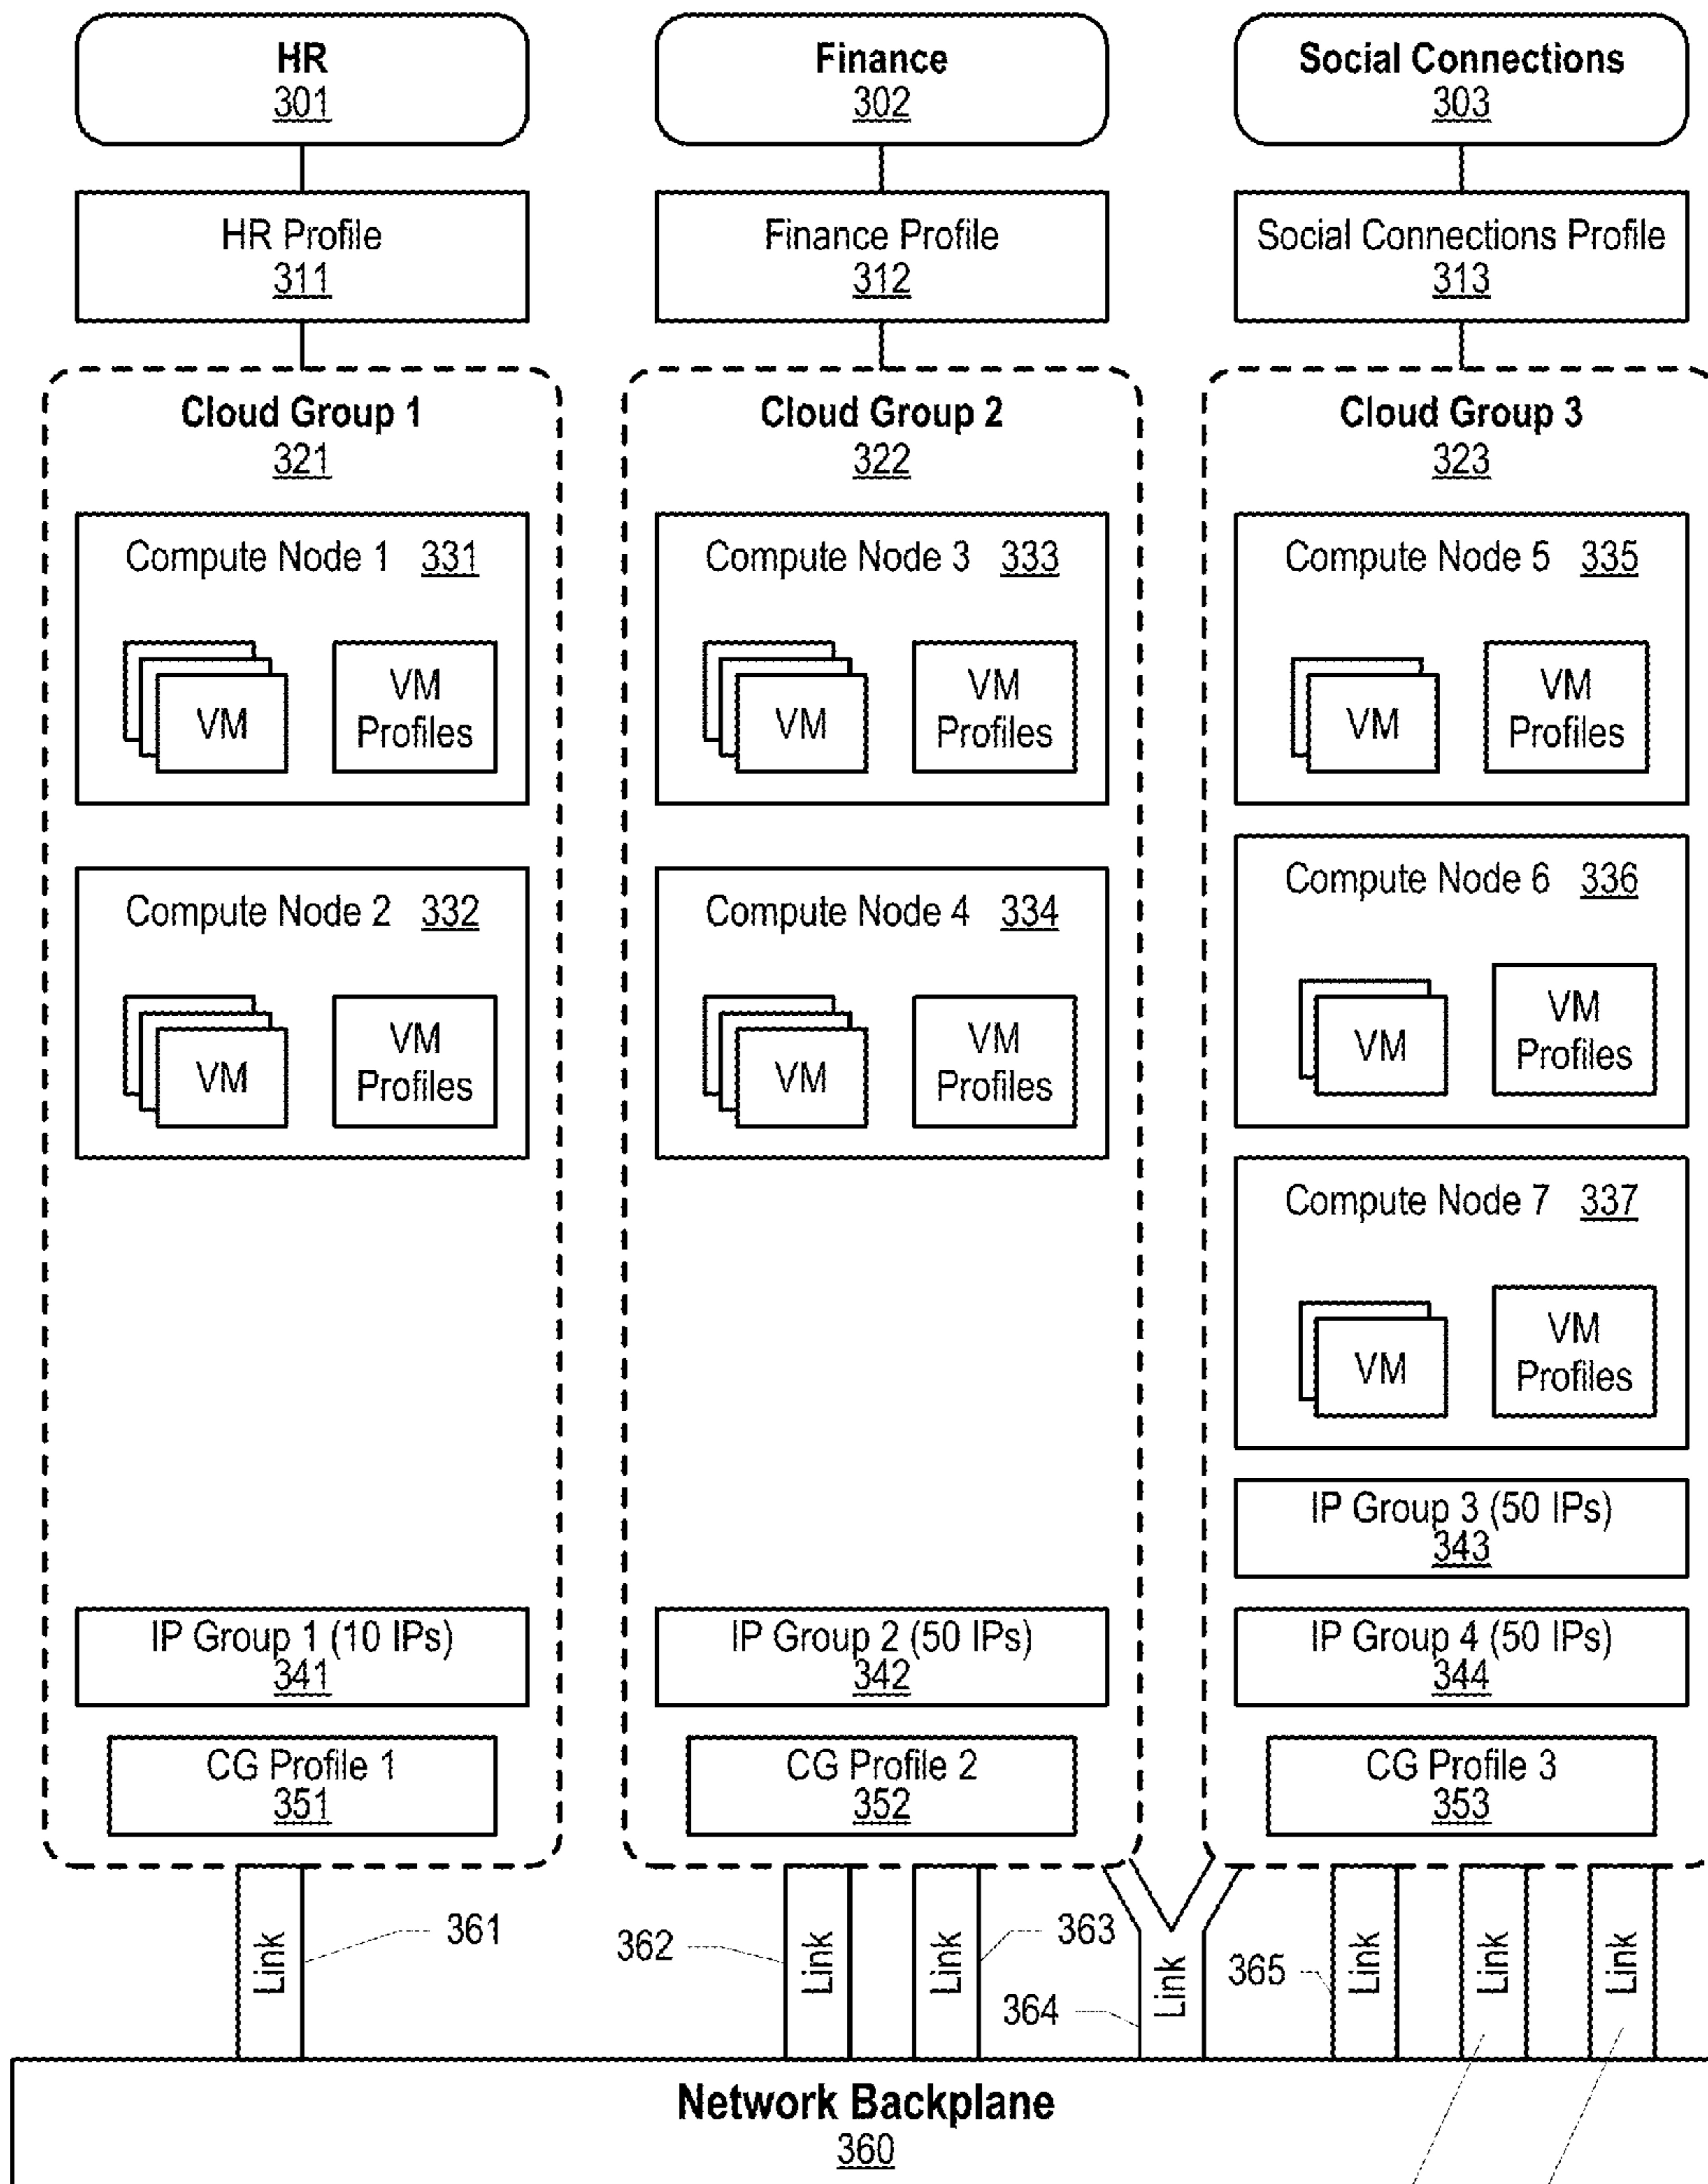 HR
301
Finance
302
Social Connections
303
HR Profile
311
Finance Profile
312
Social Connections Profile
313
Cloud Group 1
321
Compute Node 1 331
VM
VM
Profiles
Compute Node 2 332
VM
VM
Profiles
IP Group 1 (10 IPs)
341
CG Profile 1
351
Cloud Group 2
322
Compute Node 3 333
VM
VM
Profiles
Compute Node 4 334
VM
VM
Profiles
IP Group 2 (50 IPs)
342
CG Profile 2
352
Cloud Group 3
323
Compute Node 5 335
VM
VM
Profiles
Compute Node 6 336
VM
VM
Profiles
Compute Node 7 337
VM
VM
Profiles
IP Group 3 (50 IPs)
343
IP Group 4 (50 IPs)
344
CG Profile 3
353
Link
361
362
Link
Link
363
364
Link
365
Link
Link
Link
Network Backplane
360